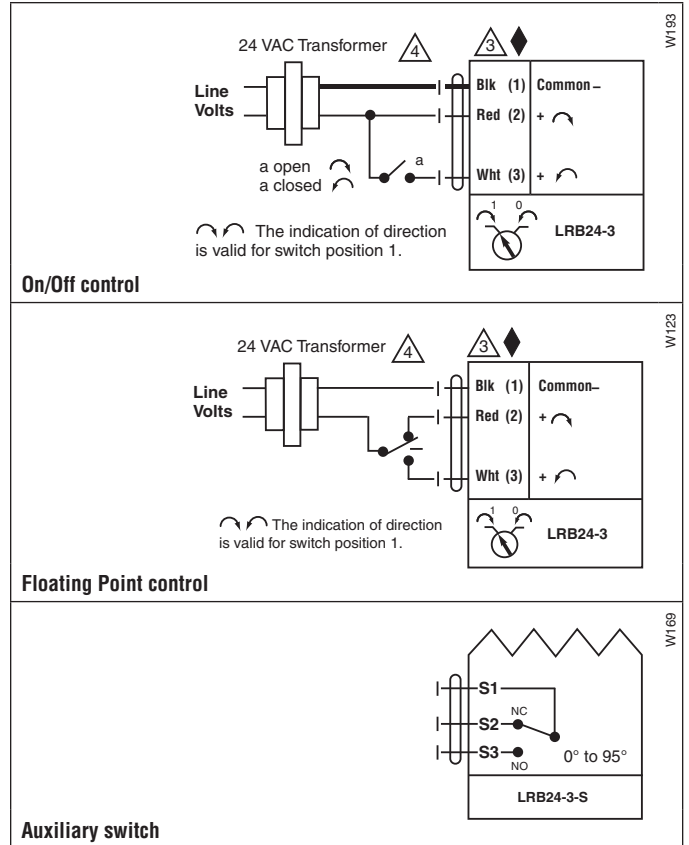 W193
24 VAC Transformer 4 3
Line
Volts
Blk (1) Common –
Red (2) +
a
Wht (3) +
a open
a closed
The indication of direction
is valid for switch position 1.
1 0
LRB24-3
On/Off control
W123
24 VAC Transformer 4 3
Line
Volts
Blk (1) Common–
Red (2) +
Wht (3) +
The indication of direction
is valid for switch position 1.
1 0
LRB24-3
Floating Point control
W169
S1
S2 NC
S3 NO
0° to 95°
LRB24-3-S
Auxiliary switch